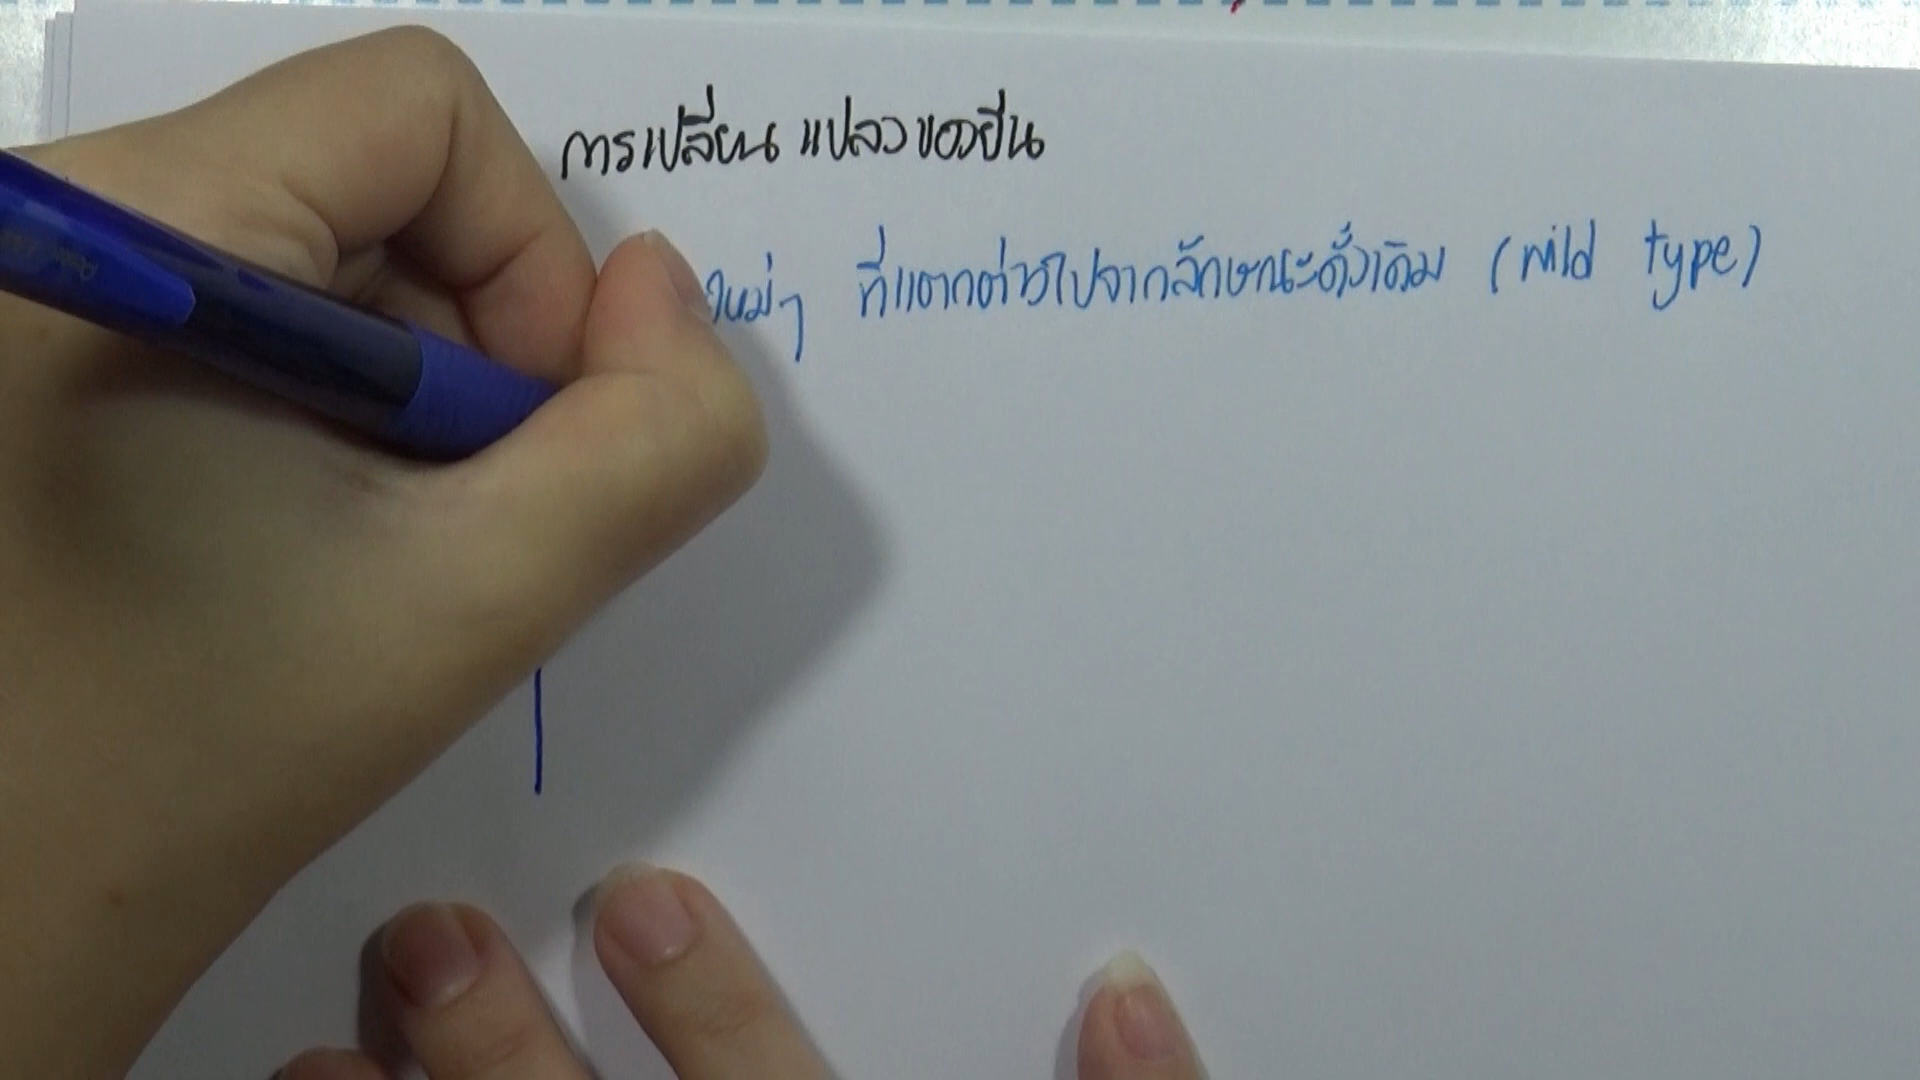 การเปลี่ยนแปลงของยีน
ใหม่ๆ ที่แตกต่างไปจากลักษณะดั้งเดิม (wild type)